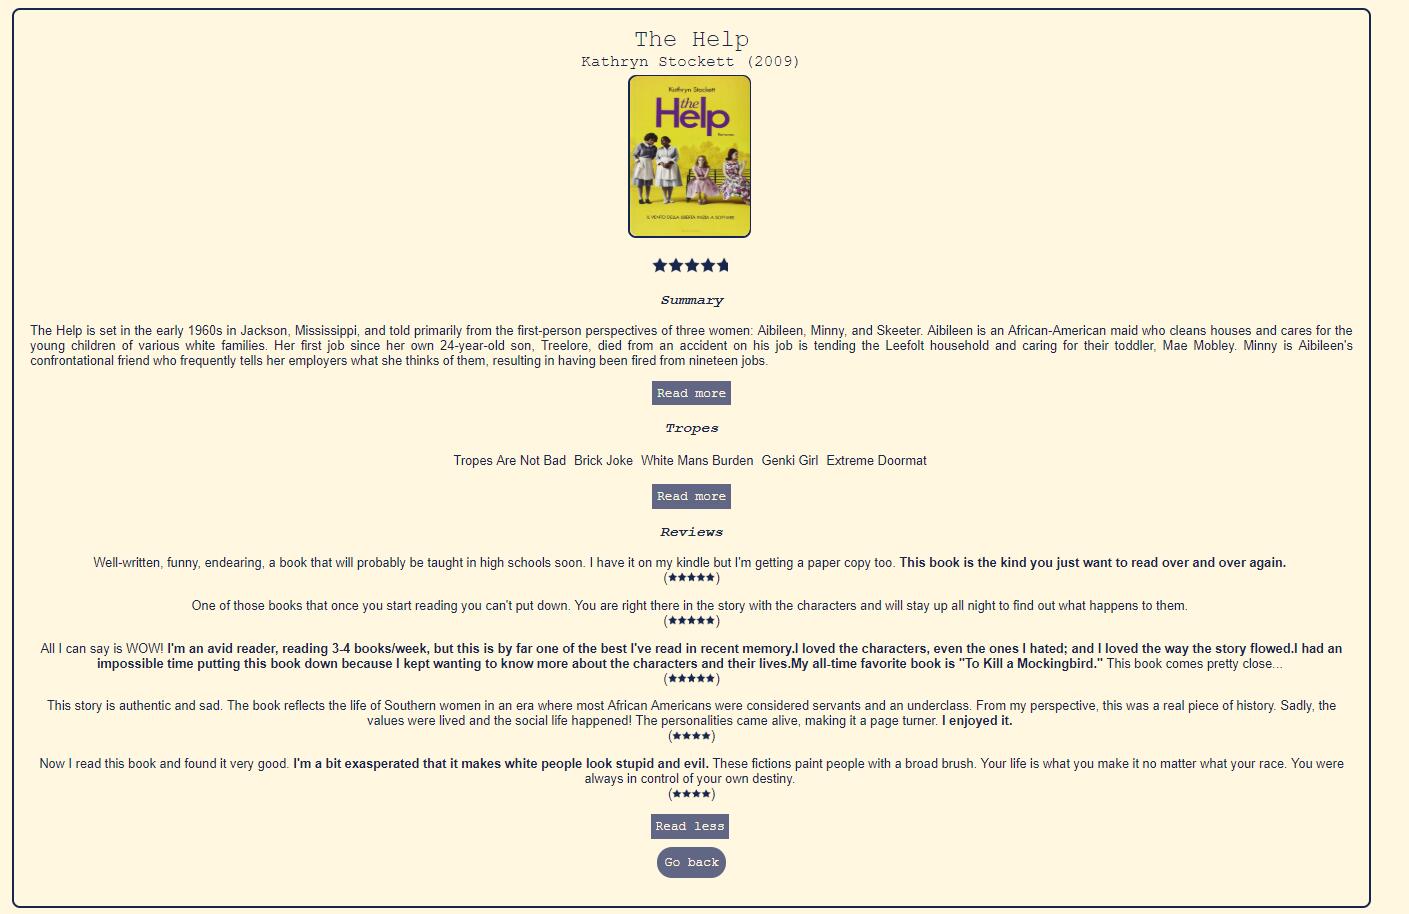 The Help
Kathryn Stockett (2009)
Kathryn Stockett
the
Help
Romanzo
IL VENTO DELLA LIBERTÀ INIZIA A SOFFIARE
Summary
The Help is set in the early 1960s in Jackson, Mississippi, and told primarily from the first-person perspectives of three women: Aibileen, Minny, and Skeeter. Aibileen is an African-American maid who cleans houses and cares for the
young children of various white families. Her first job since her own 24-year-old son, Treelore, died from an accident on his job is tending the Leefolt household and caring for their toddler, Mae Mobley. Minny is Aibileen's
confrontational friend who frequently tells her employers what she thinks of them, resulting in having been fired from nineteen jobs.
Read more
Tropes
Tropes Are Not Bad Brick Joke White Mans Burden Genki Girl Extreme Doormat
Read more
Reviews
Well-written, funny, endearing, a book that will probably be taught in high schools soon. I have it on my kindle but I'm getting a paper copy too. This book is the kind you just want to read over and over again.
(★★★★★)
One of those books that once you start reading you can't put down. You are right there in the story with the characters and will stay up all night to find out what happens to them.
(★★★★★)
All I can say is WOW! I'm an avid reader, reading 3-4 books/week, but this is by far one of the best I've read in recent memory.I loved the characters, even the ones I hated; and I loved the way the story flowed.I had an
impossible time putting this book down because I kept wanting to know more about the characters and their lives.My all-time favorite book is "To Kill a Mockingbird." This book comes pretty close...
(★★★★★)
This story is authentic and sad. The book reflects the life of Southern women in an era where most African Americans were considered servants and an underclass. From my perspective, this was a real piece of history. Sadly, the
values were lived and the social life happened! The personalities came alive, making it a page turner. I enjoyed it.
(★★★★)
Now I read this book and found it very good. I'm a bit exasperated that it makes white people look stupid and evil. These fictions paint people with a broad brush. Your life is what you make it no matter what your race. You were
always in control of your own destiny.
(★★★★)
Read less
Go back